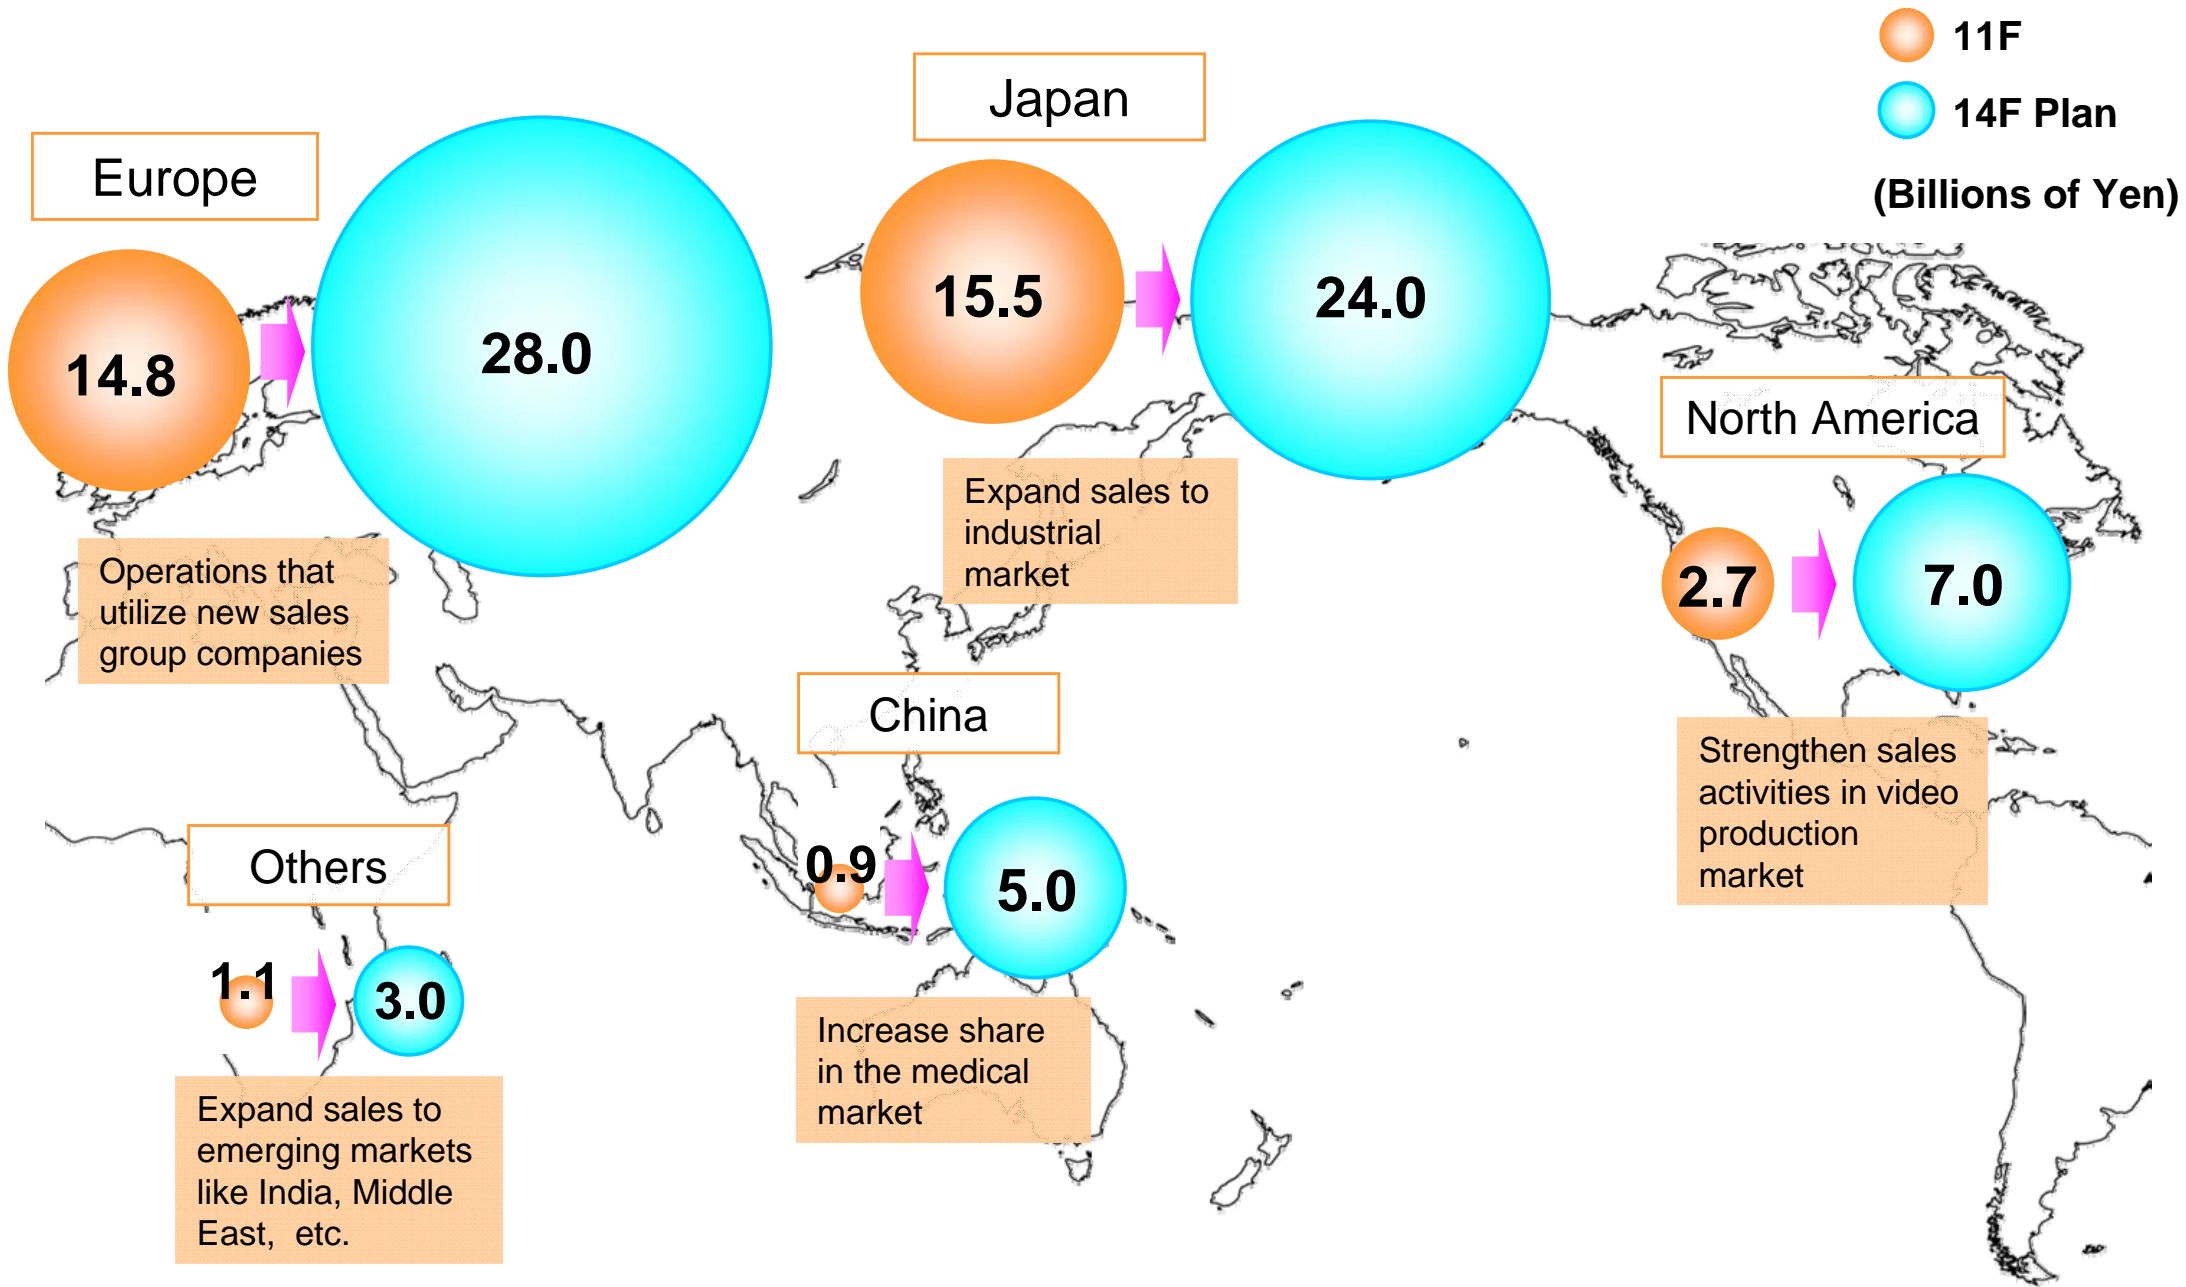 11F
14F Plan
(Billions of Yen)
Europe
14.8
28.0
Operations that
utilize new sales
group companies
Japan
15.5
24.0
Expand sales to
industrial
market
North America
2.7
7.0
Strengthen sales
activities in video
production
market
China
0.9
5.0
Increase share
in the medical
market
Others
1.1
3.0
Expand sales to
emerging markets
like India, Middle
East, etc.